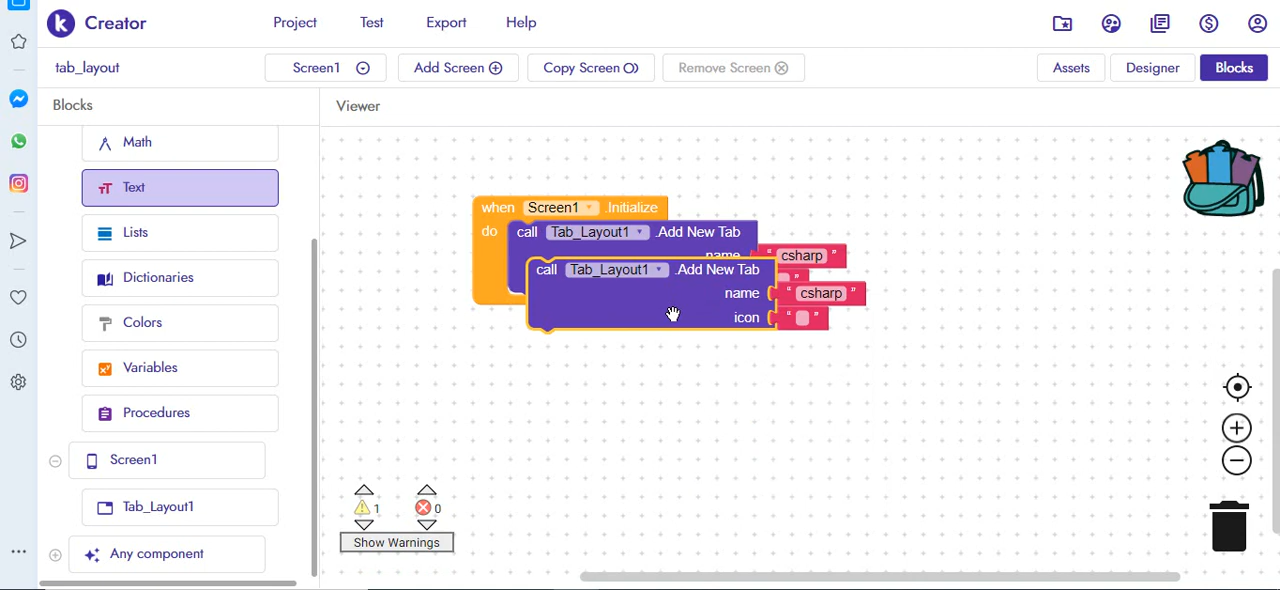 Creator
Project
Test
Export
Help
tab_layout
Screen1
Add Screen
Copy Screen
Remove Screen
Assets
Designer
Blocks
Blocks
Viewer
Math
Text
Lists
Dictionaries
Colors
Variables
Procedures
Screen1
Tab_Layout1
Any component
when Screen1 .Initialize
do call Tab_Layout1 .Add New Tab
name " csharp "
"
call Tab_Layout1 .Add New Tab
name " csharp "
icon " "
1
0
Show Warnings